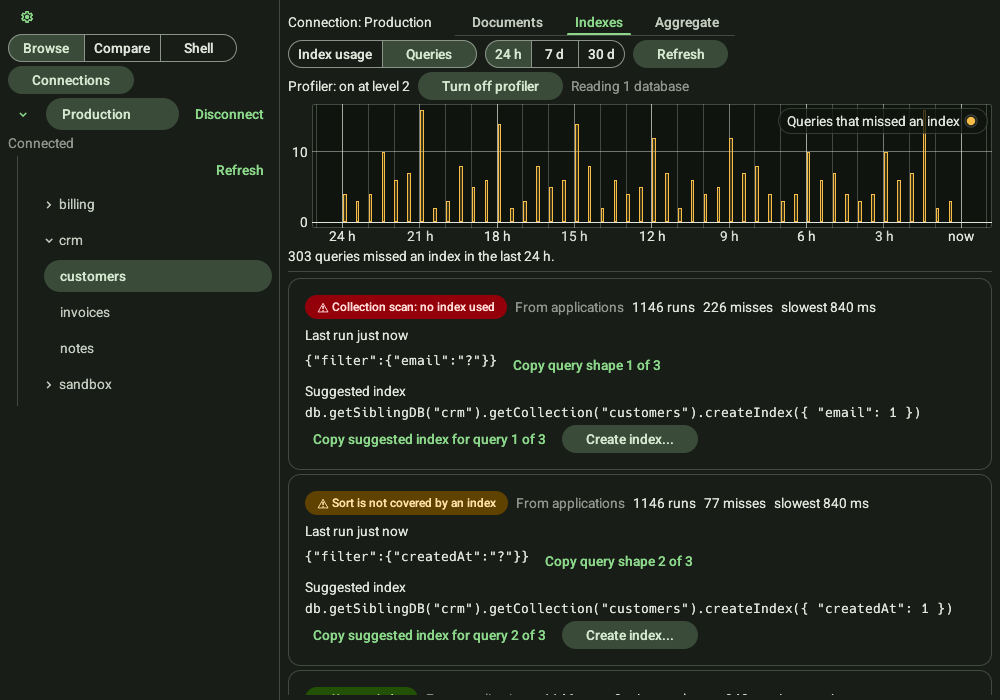 Browse Compare Shell
Connections
Production Disconnect
Connected
Refresh
billing
crm
customers
invoices
notes
sandbox
Connection: Production Documents Indexes Aggregate
Index usage Queries 24 h 7 d 30 d Refresh
Profiler: on at level 2 Turn off profiler Reading 1 database
Queries that missed an index
10
0
24 h 21 h 18 h 15 h 12 h 9 h 6 h 3 h now
303 queries missed an index in the last 24 h.
Collection scan: no index used From applications 1146 runs 226 misses slowest 840 ms
Last run just now
{"filter":{"email":"?"}} Copy query shape 1 of 3
Suggested index
db.getSiblingDB("crm").getCollection("customers").createIndex({ "email": 1 })
Copy suggested index for query 1 of 3 Create index...
Sort is not covered by an index From applications 1146 runs 77 misses slowest 840 ms
Last run just now
{"filter":{"createdAt":"?"}} Copy query shape 2 of 3
Suggested index
db.getSiblingDB("crm").getCollection("customers").createIndex({ "createdAt": 1 })
Copy suggested index for query 2 of 3 Create index...